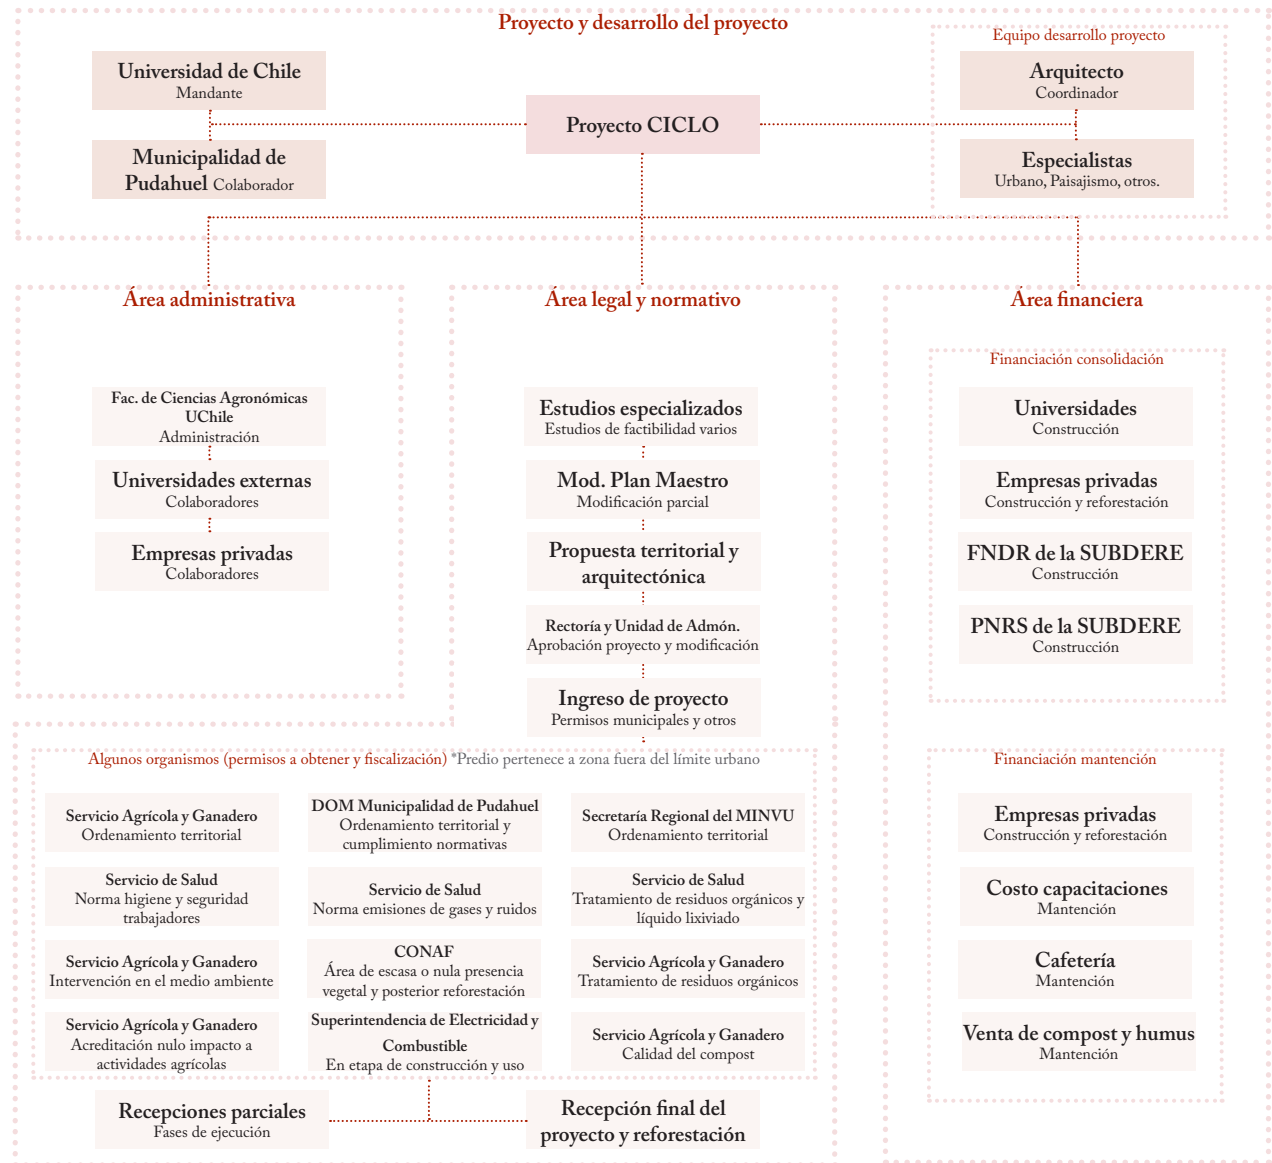 Proyecto y desarrollo del proyecto
Equipo desarrollo proyecto
Universidad de Chile
Mandante
Municipalidad de
Pudahuel Colaborador
Proyecto CICLO
Arquitecto
Coordinador
Especialistas
Urbano, Paisajismo, otros.
Área administrativa
Fac. de Ciencias Agronómicas
UChile
Administración
Universidades externas
Colaboradores
Empresas privadas
Colaboradores
Área legal y normativo
Estudios especializados
Estudios de factibilidad varios
Mod. Plan Maestro
Modificación parcial
Propuesta territorial y
arquitectónica
Rectoría y Unidad de Admón.
Aprobación proyecto y modificación
Ingreso de proyecto
Permisos municipales y otros
Algunos organismos (permisos a obtener y fiscalización) *Predio pertenece a zona fuera del límite urbano
Servicio Agrícola y Ganadero
Ordenamiento territorial
DOM Municipalidad de Pudahuel
Ordenamiento territorial y
cumplimiento normativas
Secretaría Regional del MINVU
Ordenamiento territorial
Servicio de Salud
Norma higiene y seguridad
trabajadores
Servicio de Salud
Norma emisiones de gases y ruidos
Servicio de Salud
Tratamiento de residuos orgánicos y
líquido lixiviado
Servicio Agrícola y Ganadero
Intervención en el medio ambiente
CONAF
Área de escasa o nula presencia
vegetal y posterior reforestación
Servicio Agrícola y Ganadero
Tratamiento de residuos orgánicos
Servicio Agrícola y Ganadero
Acreditación nulo impacto a
actividades agrícolas
Superintendencia de Electricidad y
Combustible
En etapa de construcción y uso
Servicio Agrícola y Ganadero
Calidad del compost
Recepciones parciales
Fases de ejecución
Recepción final del
proyecto y reforestación
Área financiera
Financiación consolidación
Universidades
Construcción
Empresas privadas
Construcción y reforestación
FNDR de la SUBDERE
Construcción
PNRS de la SUBDERE
Construcción
Financiación mantención
Empresas privadas
Construcción y reforestación
Costo capacitaciones
Mantención
Cafetería
Mantención
Venta de compost y humus
Mantención